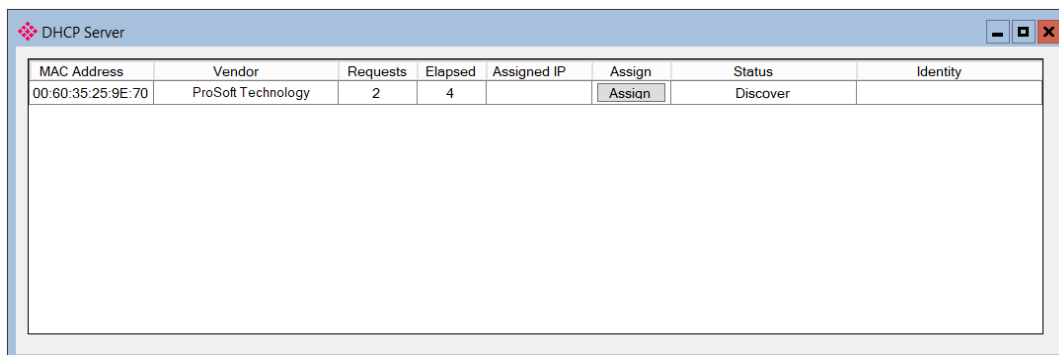 DHCP Server
MAC Address Vendor Requests Elapsed Assigned IP Assign Status Identity
00:60:35:25:9E:70 ProSoft Technology 2 4 Assign Discover